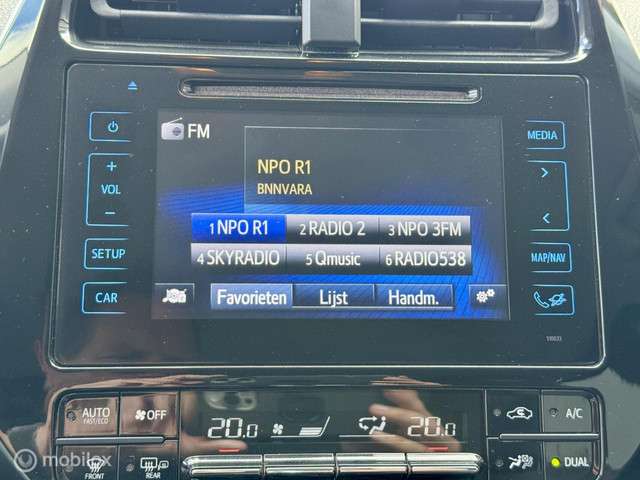 FM
MEDIA
+
VOL
-
NPO R1
BNNVARA
>
<
1 NPO R1 2 RADIO 2 3 NPO 3FM
SETUP
4 SKYRADIO 5 Qmusic 6 RADIO538
MAP/NAV
CAR
Favorieten Lijst Handm.
AUTO
FAST/ECO
OFF
20.0 20.0
A/C
FRONT
REAR
DUAL
mobilex